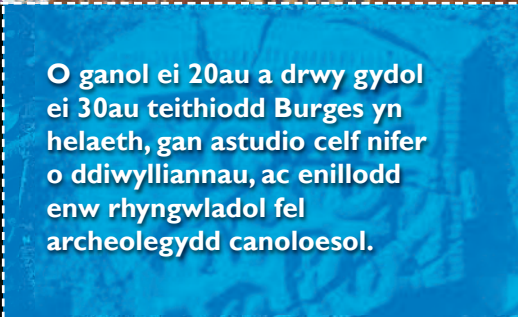 O ganol ei 20au a drwy gydol
ei 30au teithiodd Burges yn
helaeth, gan astudio celf nifer
o ddiwylliannau, ac enillodd
enw rhyngwladol fel
archeolegydd canoloesol.